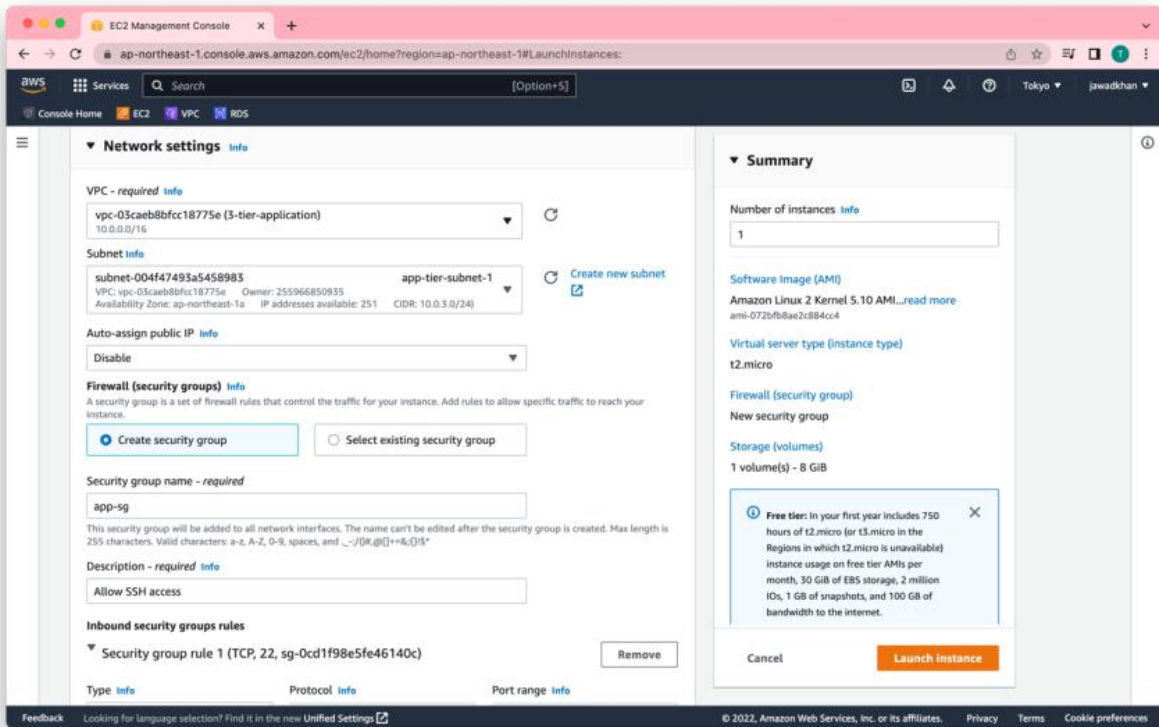 EC2 Management Console
ap-northeast-1.console.aws.amazon.com/ec2/home?region=ap-northeast-1#LaunchInstances:
T
aws
Services
Search
[Option+S]
Tokyo
jawadkhan
Console Home
EC2
VPC
RDS
Network settings Info
VPC - required Info
vpc-03caeb8bfcc18775e (3-tier-application)
10.0.0.0/16
Subnet Info
subnet-004f47493a5458983 app-tier-subnet-1
VPC: vpc-03caeb8bfcc18775e Owner: 255966850935
Availability Zone: ap-northeast-1a IP addresses available: 251 CIDR: 10.0.3.0/24)
Create new subnet
Auto-assign public IP Info
Disable
Firewall (security groups) Info
A security group is a set of firewall rules that control the traffic for your instance. Add rules to allow specific traffic to reach your
instance.
Create security group
Select existing security group
Security group name - required
app-sg
This security group will be added to all network interfaces. The name can't be edited after the security group is created. Max length is
255 characters. Valid characters: a-z, A-Z, 0-9, spaces, and ._-:/()#,@[]+=&;{}!$*
Description - required Info
Allow SSH access
Inbound security groups rules
Security group rule 1 (TCP, 22, sg-0cd1f98e5fe46140c)
Remove
Type Info
Protocol Info
Port range Info
Summary
Number of instances Info
1
Software Image (AMI)
Amazon Linux 2 Kernel 5.10 AMI...read more
ami-072bfb8ae2c884cc4
Virtual server type (instance type)
t2.micro
Firewall (security group)
New security group
Storage (volumes)
1 volume(s) - 8 GiB
Free tier: In your first year includes 750
hours of t2.micro (or t3.micro in the
Regions in which t2.micro is unavailable)
instance usage on free tier AMIs per
month, 30 GiB of EBS storage, 2 million
IOs, 1 GB of snapshots, and 100 GB of
bandwidth to the internet.
Cancel
Launch instance
Feedback
Looking for language selection? Find it in the new Unified Settings
© 2022, Amazon Web Services, Inc. or its affiliates.
Privacy
Terms
Cookie preferences